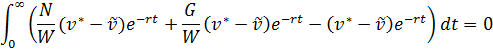 ∫₀^∞ (N/W (v* − ṽ)e^{−rt} + G/W (v* − ṽ)e^{−rt} − (v* − ṽ)e^{−rt}) dt = 0